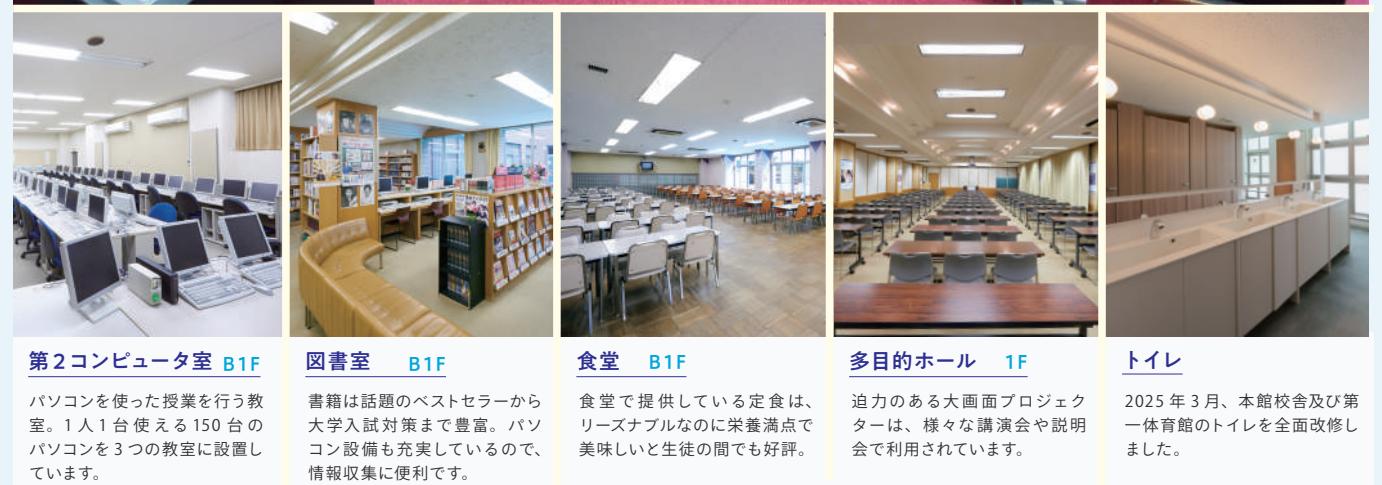 第２コンピュータ室 B1F
パソコンを使った授業を行う教
室。1人1台使える150台の
パソコンを3つの教室に設置し
ています。
図書室 B1F
書籍は話題のベストセラーから
大学入試対策まで豊富。パソ
コン設備も充実しているので、
情報収集に便利です。
食堂 B1F
食堂で提供している定食は、
リーズナブルなのに栄養満点で
美味しいと生徒の間でも好評。
多目的ホール 1F
迫力のある大画面プロジェク
ターは、様々な講演会や説明
会で利用されています。
トイレ
2025年3月、本館校舎及び第
一体育館のトイレを全面改修し
ました。